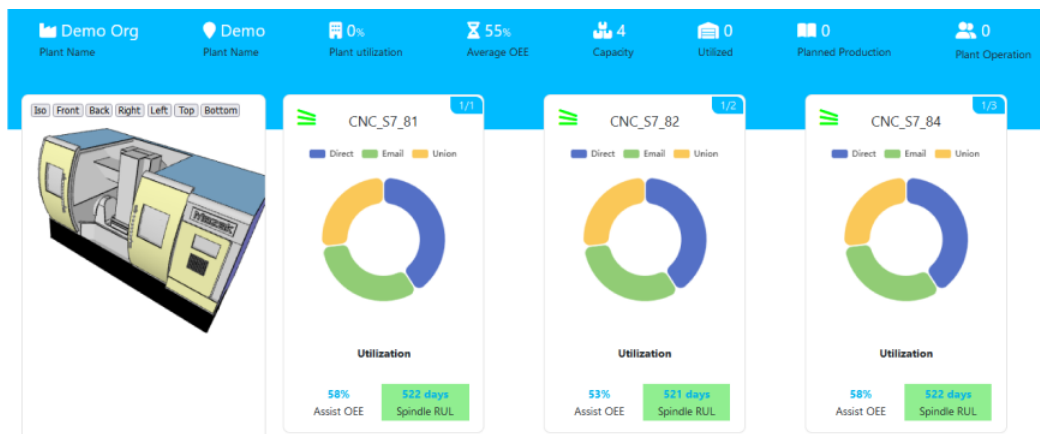 Demo Org
Plant Name
Demo
Plant Name
0%
Plant utilization
55%
Average OEE
4
Capacity
0
Utilized
0
Planned Production
0
Plant Operation
Iso Front Back Right Left Top Bottom
Mazak
1/1
CNC_S7_81
Direct Email Union
Utilization
58%
Assist OEE
522 days
Spindle RUL
1/2
CNC_S7_82
Direct Email Union
Utilization
53%
Assist OEE
521 days
Spindle RUL
1/3
CNC_S7_84
Direct Email Union
Utilization
58%
Assist OEE
522 days
Spindle RUL